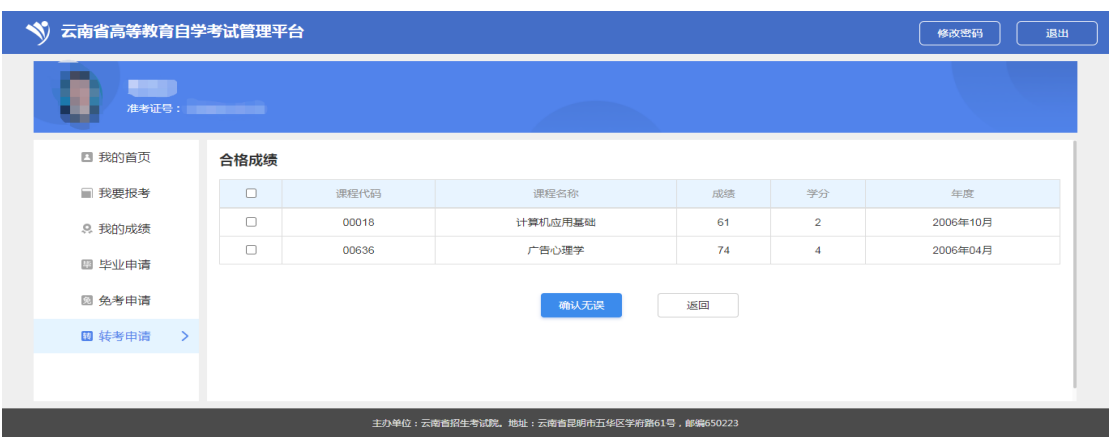 云南省高等教育自学考试管理平台
修改密码
退出
准考证号：
我的首页
我要报考
我的成绩
毕业申请
免考申请
转考申请
合格成绩
课程代码 课程名称 成绩 学分 年度
00018 计算机应用基础 61 2 2006年10月
00636 广告心理学 74 4 2006年04月
确认无误
返回
主办单位：云南省招生考试院。地址：云南省昆明市五华区学府路61号，邮编650223